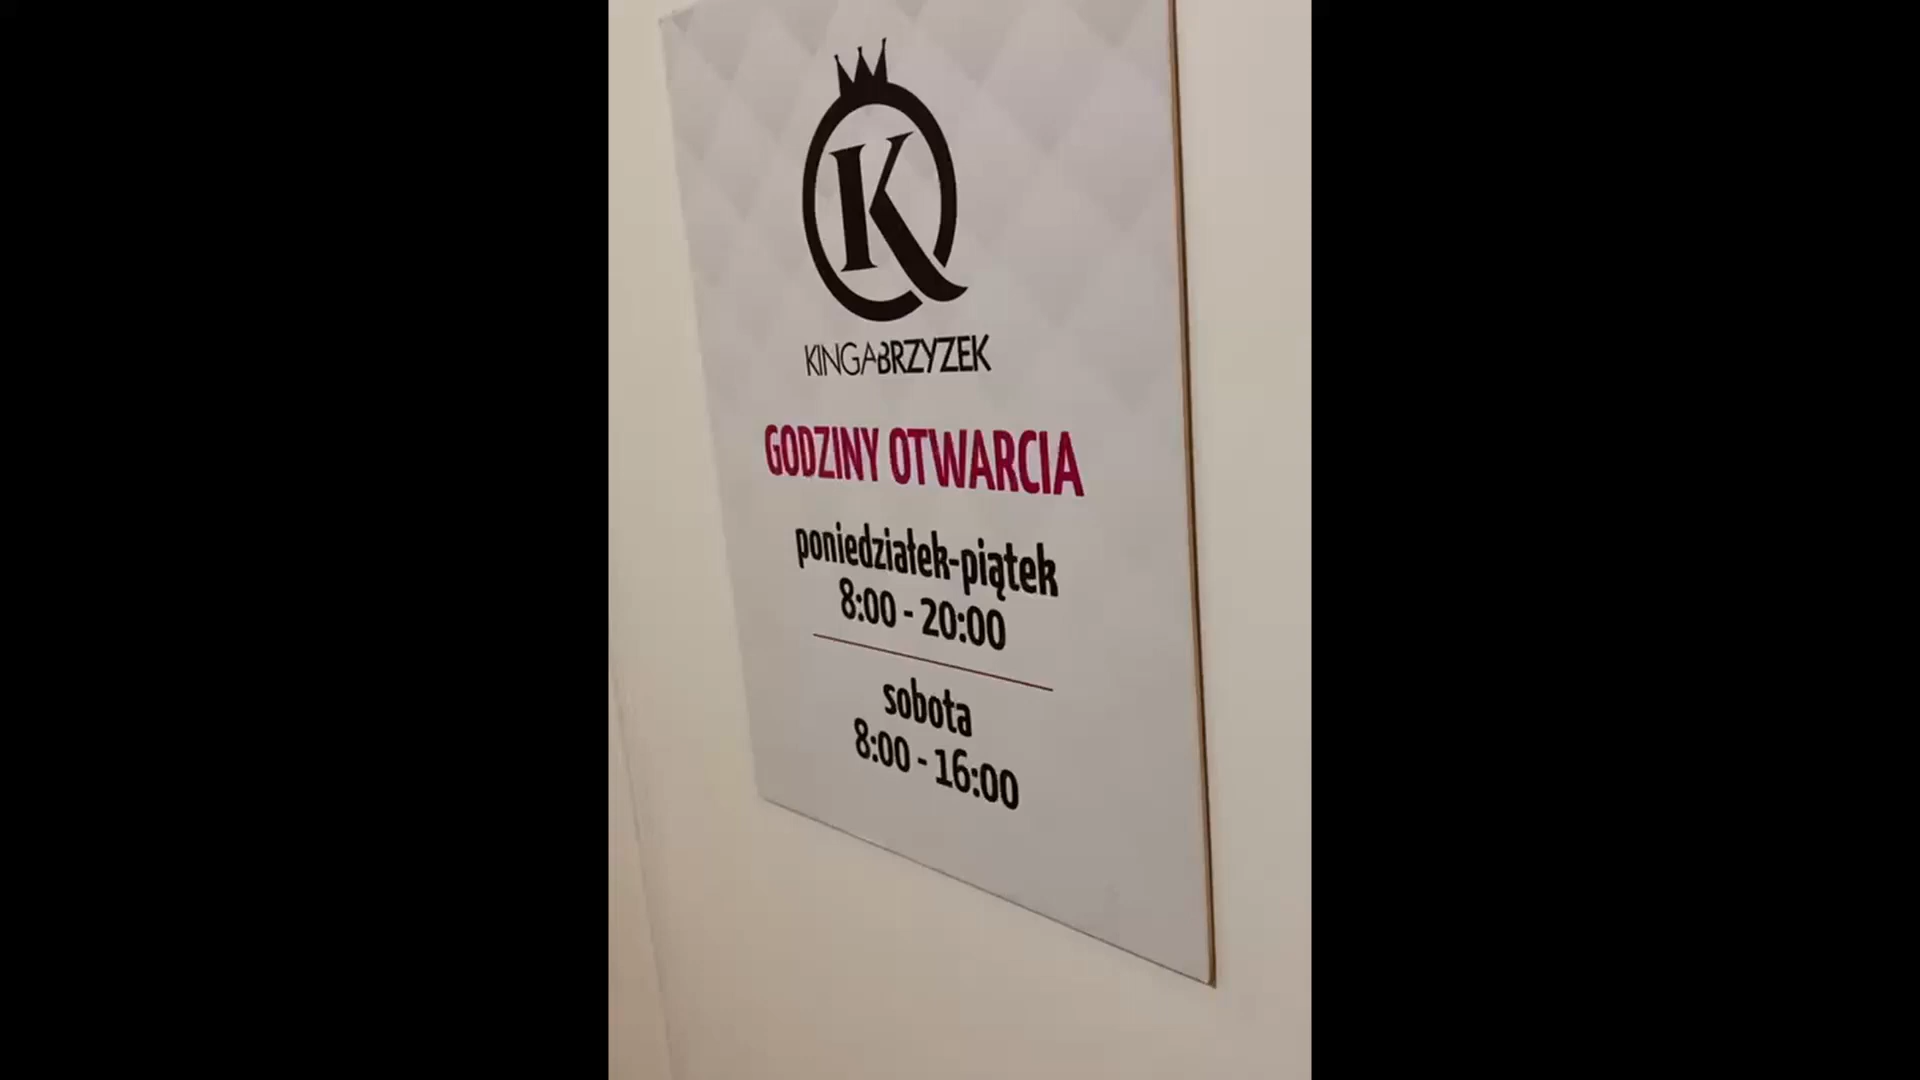 K
KINGABRZYZEK
GODZINY OTWARCIA
poniedziałek-piątek
8:00 - 20:00
sobota
8:00 - 16:00